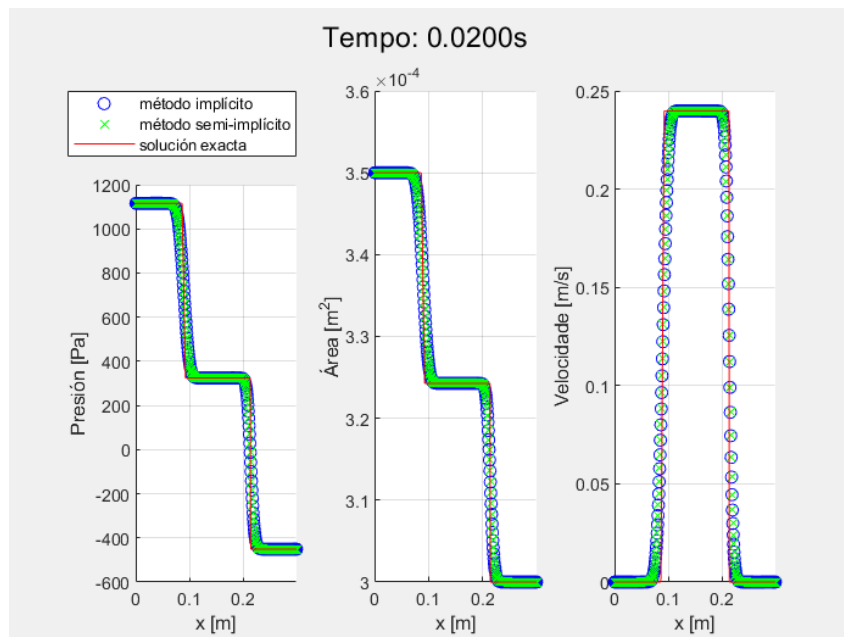 Tempo: 0.0200s
método implícito
método semi-implícito
solución exacta
1200
1000
800
600
400
200
0
-200
-400
-600
Presión [Pa]
0 0.1 0.2
x [m]
×10⁻⁴
3.6
3.5
3.4
3.3
3.2
3.1
3
Área [m²]
0 0.1 0.2
x [m]
0.25
0.2
0.15
0.1
0.05
0
Velocidade [m/s]
0 0.1 0.2
x [m]